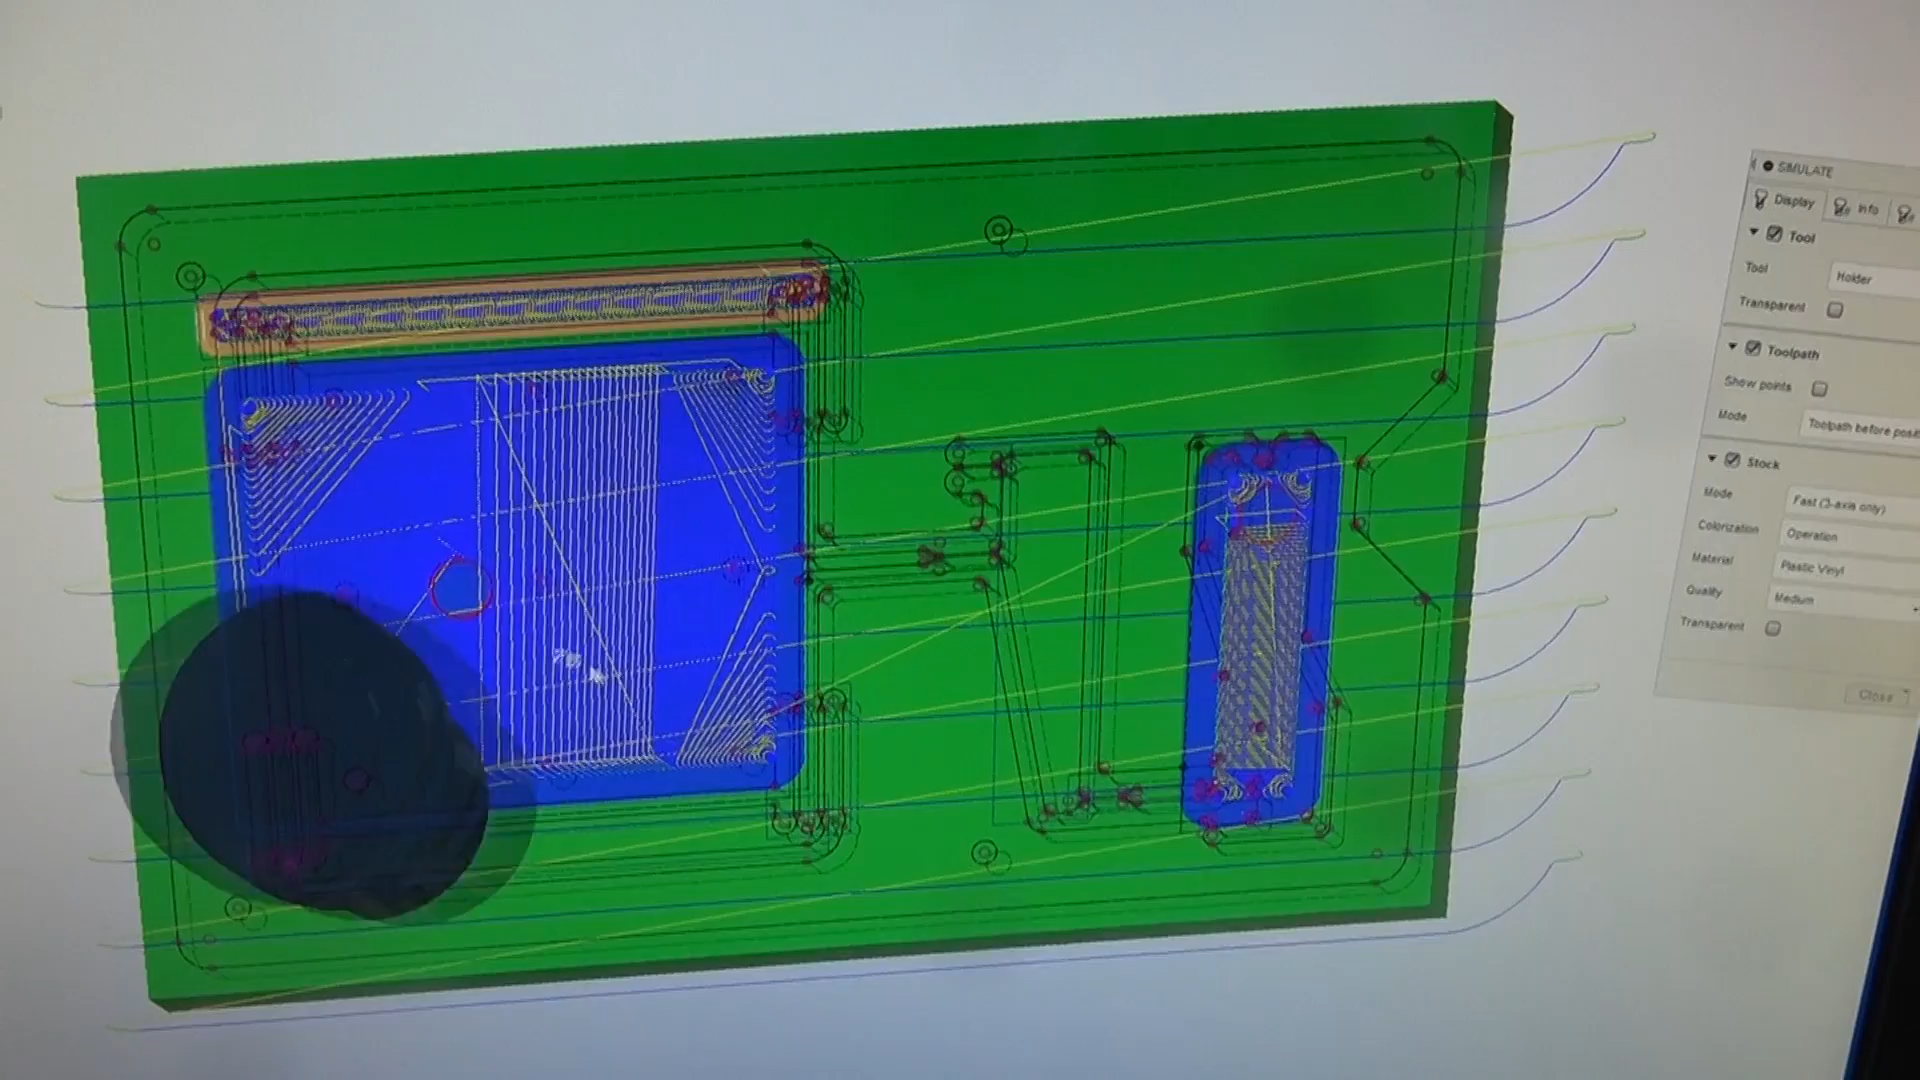 SIMULATE
Display Info
Tool
Tool Holder
Transparent
Toolpath
Show points
Mode Toolpath before posit
Stock
Mode Fast (3-axis only)
Colorization Operation
Material Plastic Vinyl
Quality Medium
Transparent
Close